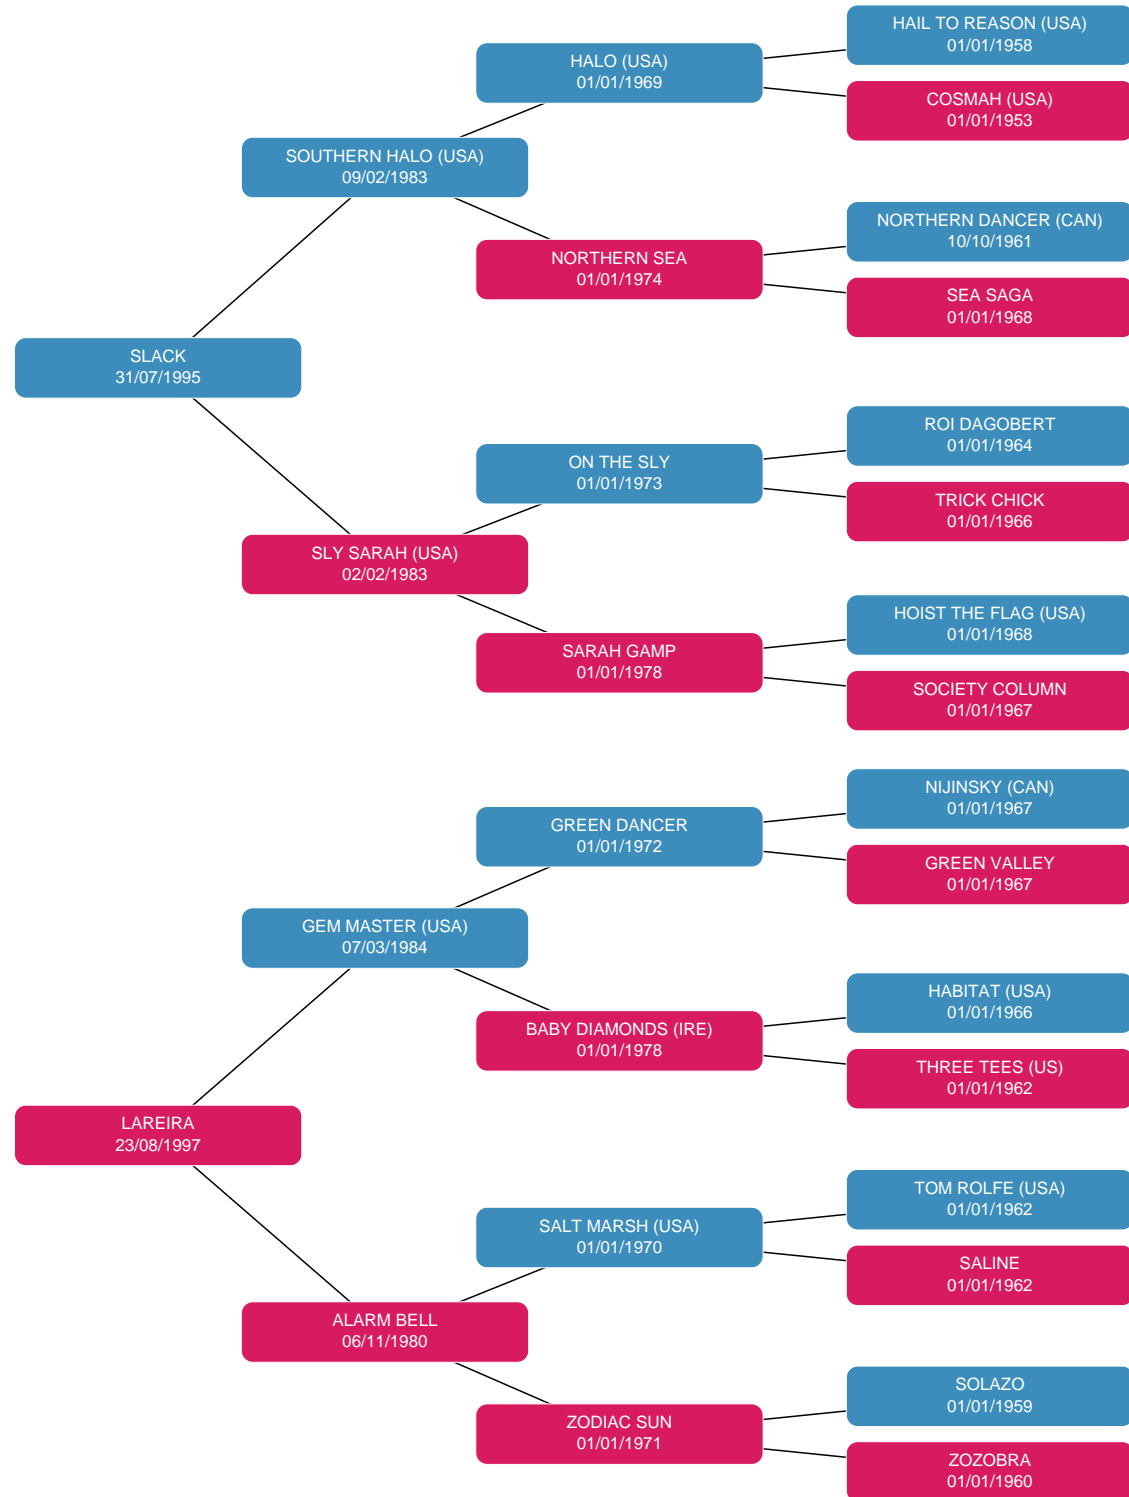 HAIL TO REASON (USA)
01/01/1958
HALO (USA)
01/01/1969
COSMAH (USA)
01/01/1953
SOUTHERN HALO (USA)
09/02/1983
NORTHERN DANCER (CAN)
10/10/1961
NORTHERN SEA
01/01/1974
SEA SAGA
01/01/1968
SLACK
31/07/1995
ROI DAGOBERT
01/01/1964
ON THE SLY
01/01/1973
TRICK CHICK
01/01/1966
SLY SARAH (USA)
02/02/1983
HOIST THE FLAG (USA)
01/01/1968
SARAH GAMP
01/01/1978
SOCIETY COLUMN
01/01/1967
NIJINSKY (CAN)
01/01/1967
GREEN DANCER
01/01/1972
GREEN VALLEY
01/01/1967
GEM MASTER (USA)
07/03/1984
HABITAT (USA)
01/01/1966
BABY DIAMONDS (IRE)
01/01/1978
THREE TEES (US)
01/01/1962
LAREIRA
23/08/1997
TOM ROLFE (USA)
01/01/1962
SALT MARSH (USA)
01/01/1970
SALINE
01/01/1962
ALARM BELL
06/11/1980
SOLAZO
01/01/1959
ZODIAC SUN
01/01/1971
ZOZOBRA
01/01/1960